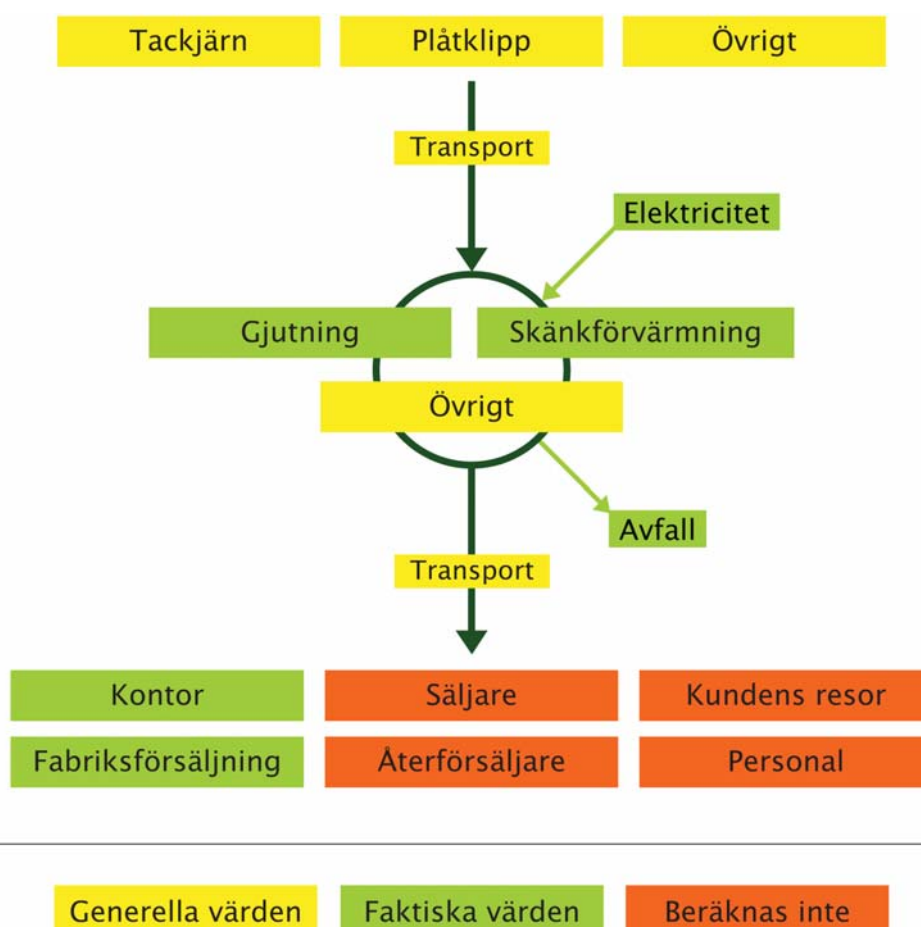 Tackjärn
Plåtklipp
Övrigt
Transport
Elektricitet
Gjutning
Skänkförvärmning
Övrigt
Avfall
Transport
Kontor
Säljare
Kundens resor
Fabriksförsäljning
Återförsäljare
Personal
Generella värden
Faktiska värden
Beräknas inte